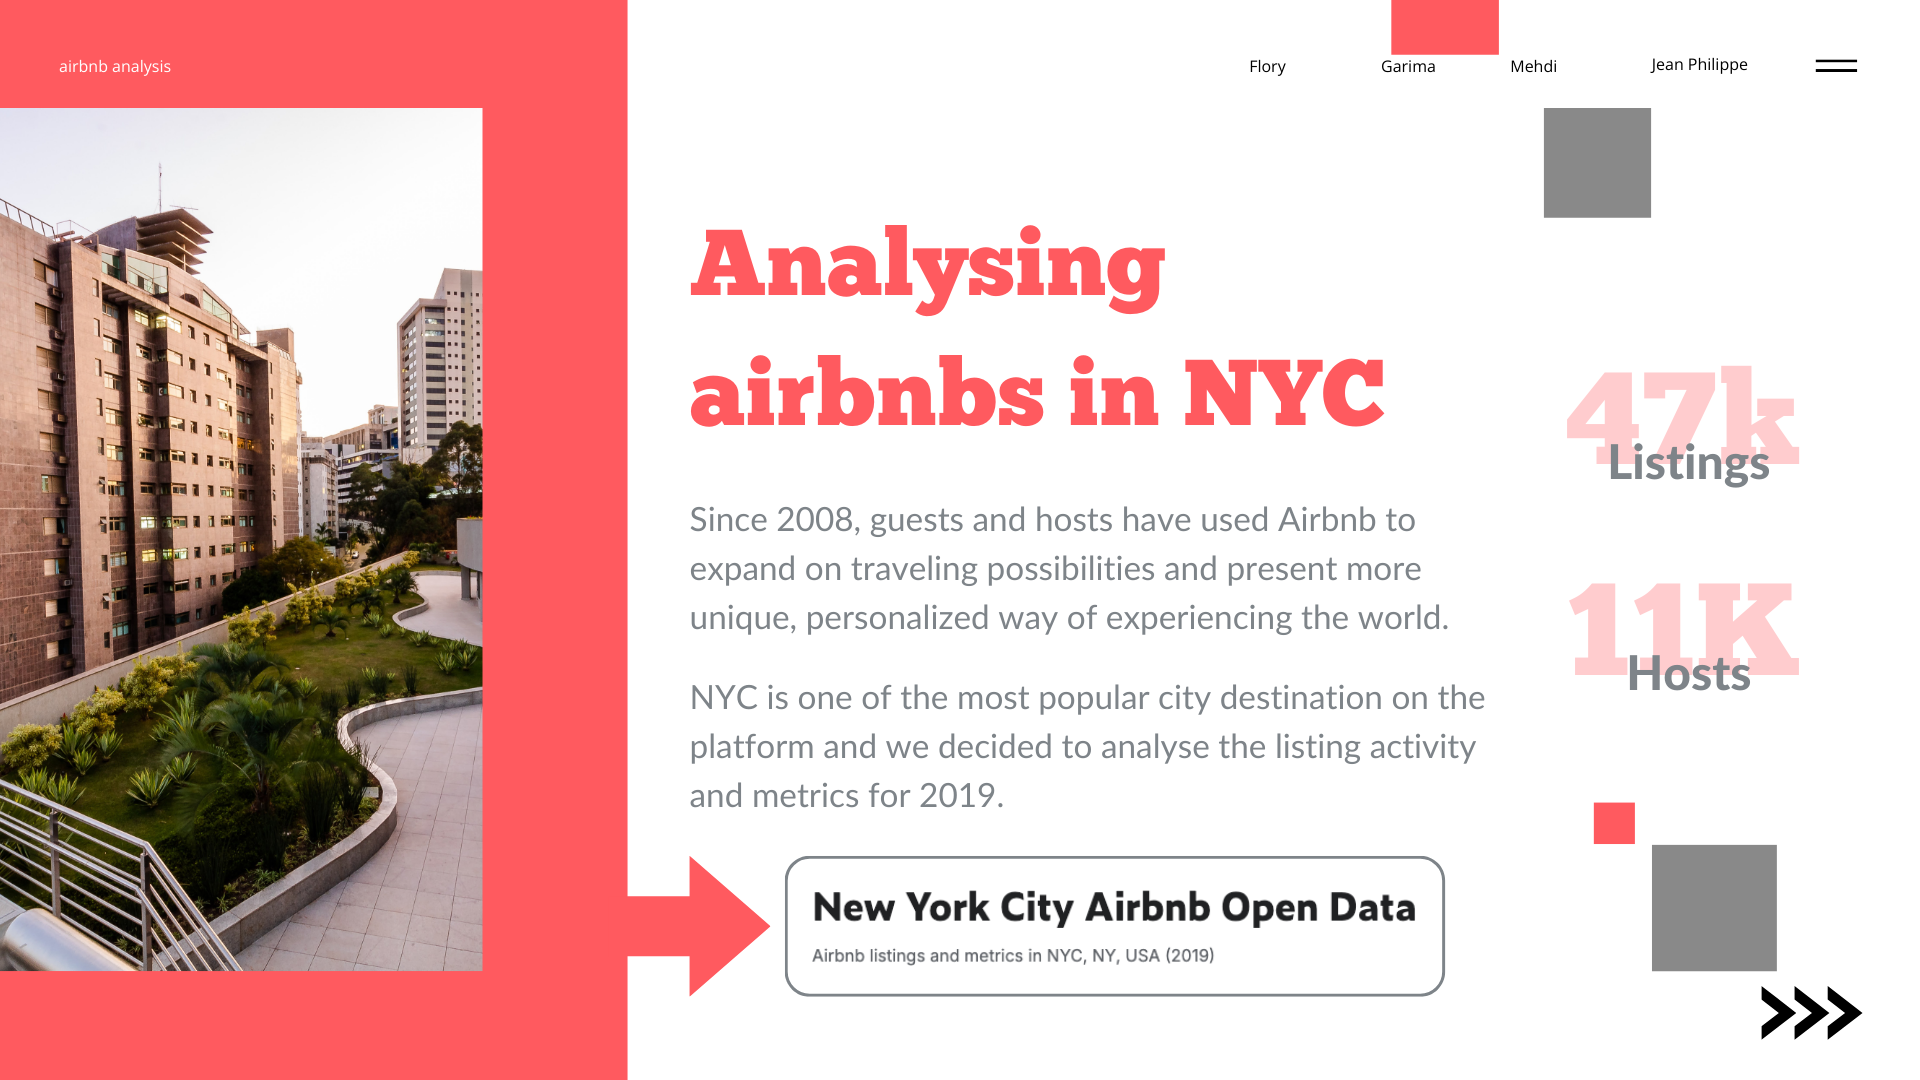 airbnb analysis
Flory
Garima
Mehdi
Jean Philippe
Analysing
airbnbs in NYC
Since 2008, guests and hosts have used Airbnb to
expand on traveling possibilities and present more
unique, personalized way of experiencing the world.
NYC is one of the most popular city destination on the
platform and we decided to analyse the listing activity
and metrics for 2019.
New York City Airbnb Open Data
Airbnb listings and metrics in NYC, NY, USA (2019)
47k
Listings
11K
Hosts